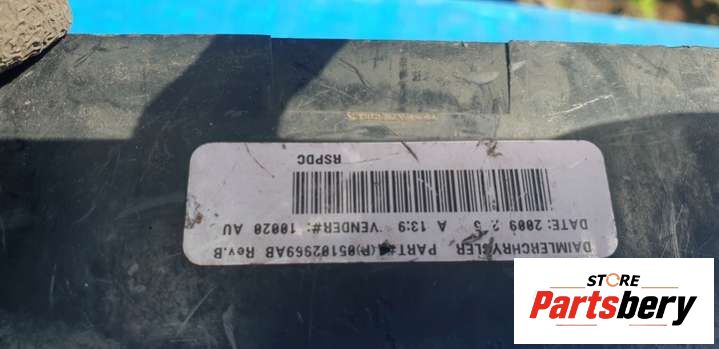 DAIMLERCHRYSLER PART#:(P)05102969AB Rev.B
DATE: 2009 2. 5 A 13:9 VENDER#: 10020 AU
RSPDC
STORE
Partsbery